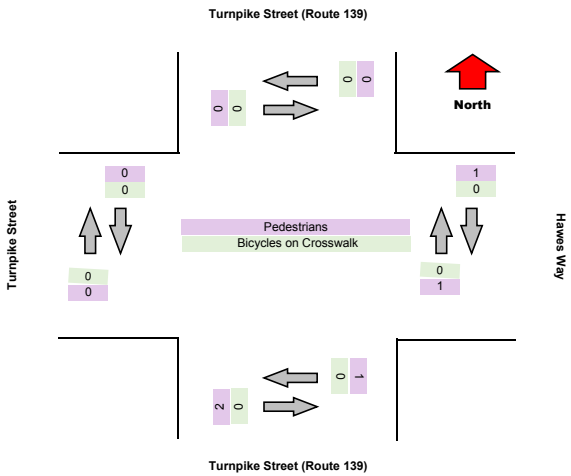 Turnpike Street (Route 139)
0 0
0 0
North
0
0
1
0
Turnpike Street
Pedestrians
Bicycles on Crosswalk
Hawes Way
0
0
0
1
0 1
2 0
Turnpike Street (Route 139)